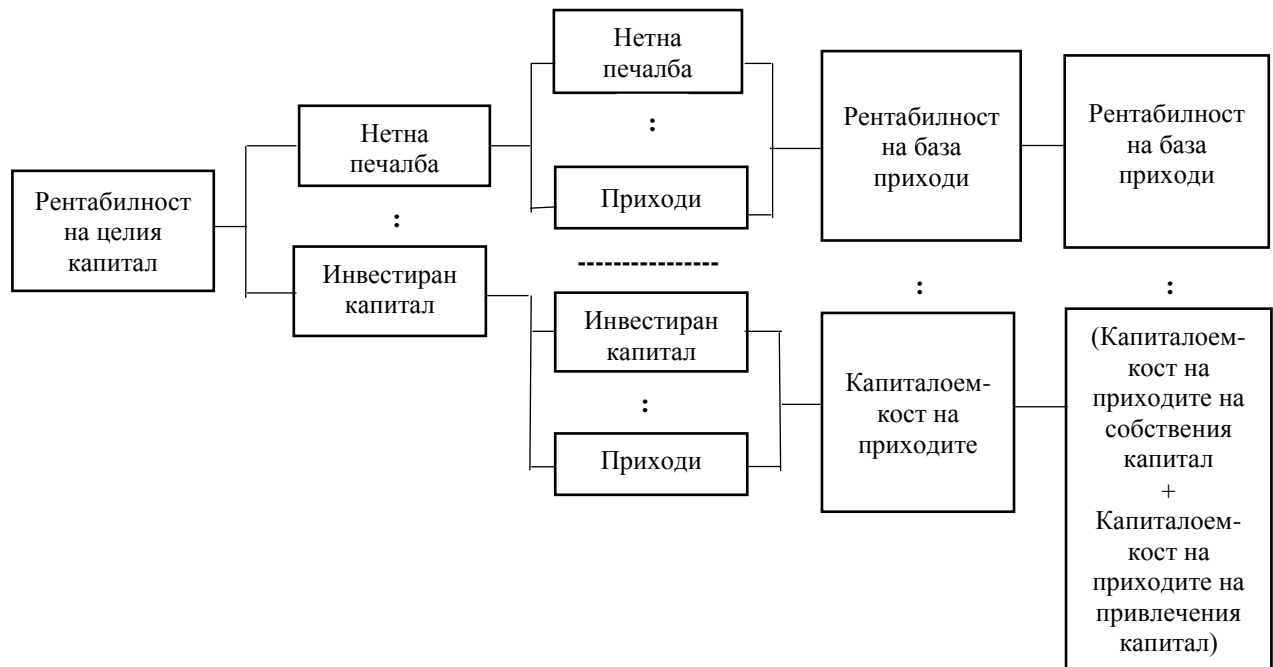 Рентабилност
на целия
капитал
Нетна
печалба
:
Инвестиран
капитал
Нетна
печалба
:
Приходи
----------------
Инвестиран
капитал
:
Приходи
Рентабилност
на база
приходи
:
Капиталоем-
кост на
приходите
Рентабилност
на база
приходи
:
(Капиталоем-
кост на
приходите на
собствения
капитал
+
Капиталоем-
кост на
приходите на
привлечения
капитал)